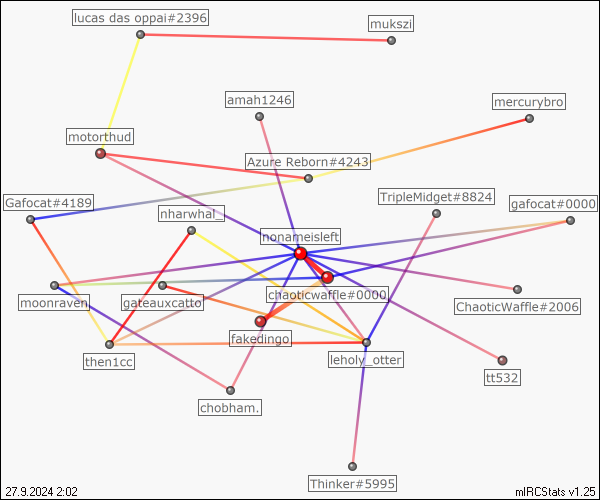 lucas das oppai#2396
mukszi
amah1246
mercurybro
motorthud
Azure Reborn#4243
Gafocat#4189
nharwhal_
TripleMidget#8824
gafocat#0000
nonameisleft
moonraven
gateauxcatto
chaoticwaffle#0000
ChaoticWaffle#2006
fakedingo
then1cc
leholy_otter
tt532
chobham.
Thinker#5995
27.9.2024 2:02
mIRCStats v1.25